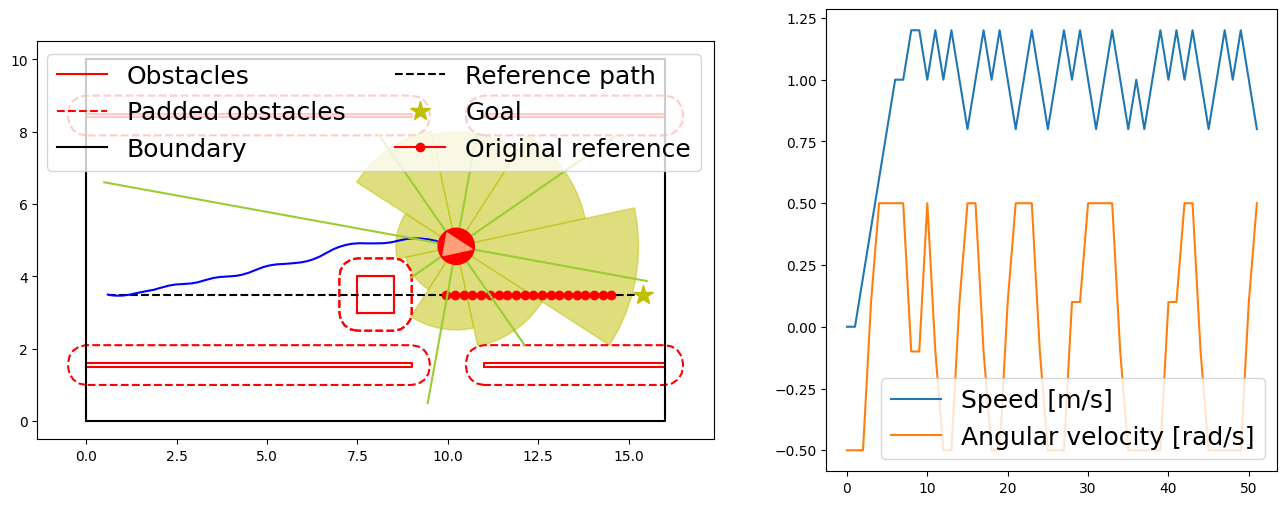 10
8
6
4
2
0
0.0 2.5 5.0 7.5 10.0 12.5 15.0
Obstacles
Padded obstacles
Boundary
Reference path
Goal
Original reference
1.25
1.00
0.75
0.50
0.25
0.00
−0.25
−0.50
0 10 20 30 40 50
Speed [m/s]
Angular velocity [rad/s]